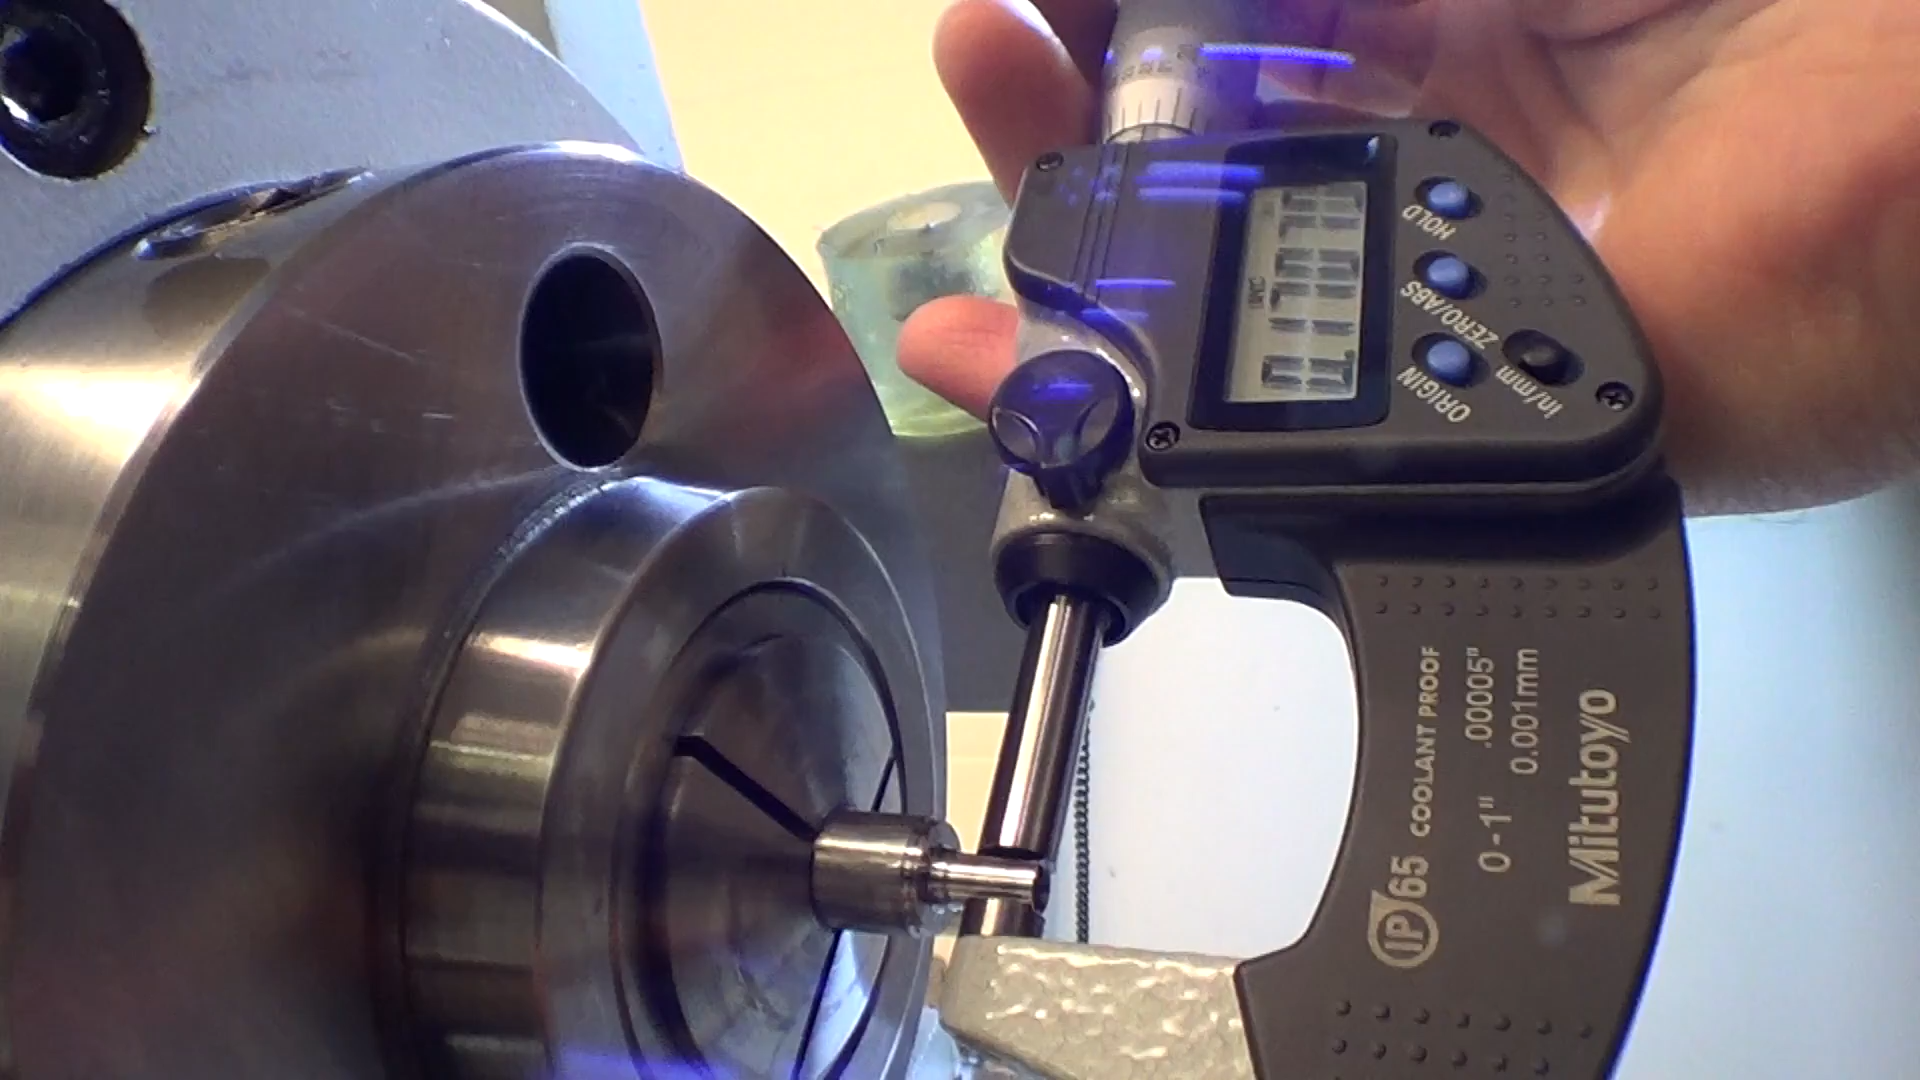 HOLD
ZERO/ABS
ORIGIN
in/mm
IP65 COOLANT PROOF
0-1" .00005"
0.001mm
Mitutoyo